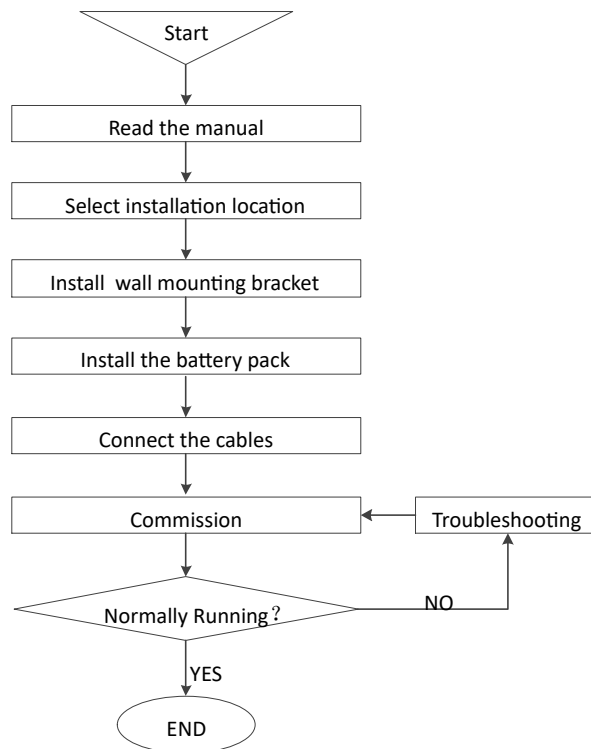 Start
Read the manual
Select installation location
Install wall mounting bracket
Install the battery pack
Connect the cables
Commission
Troubleshooting
Normally Running？
NO
YES
END